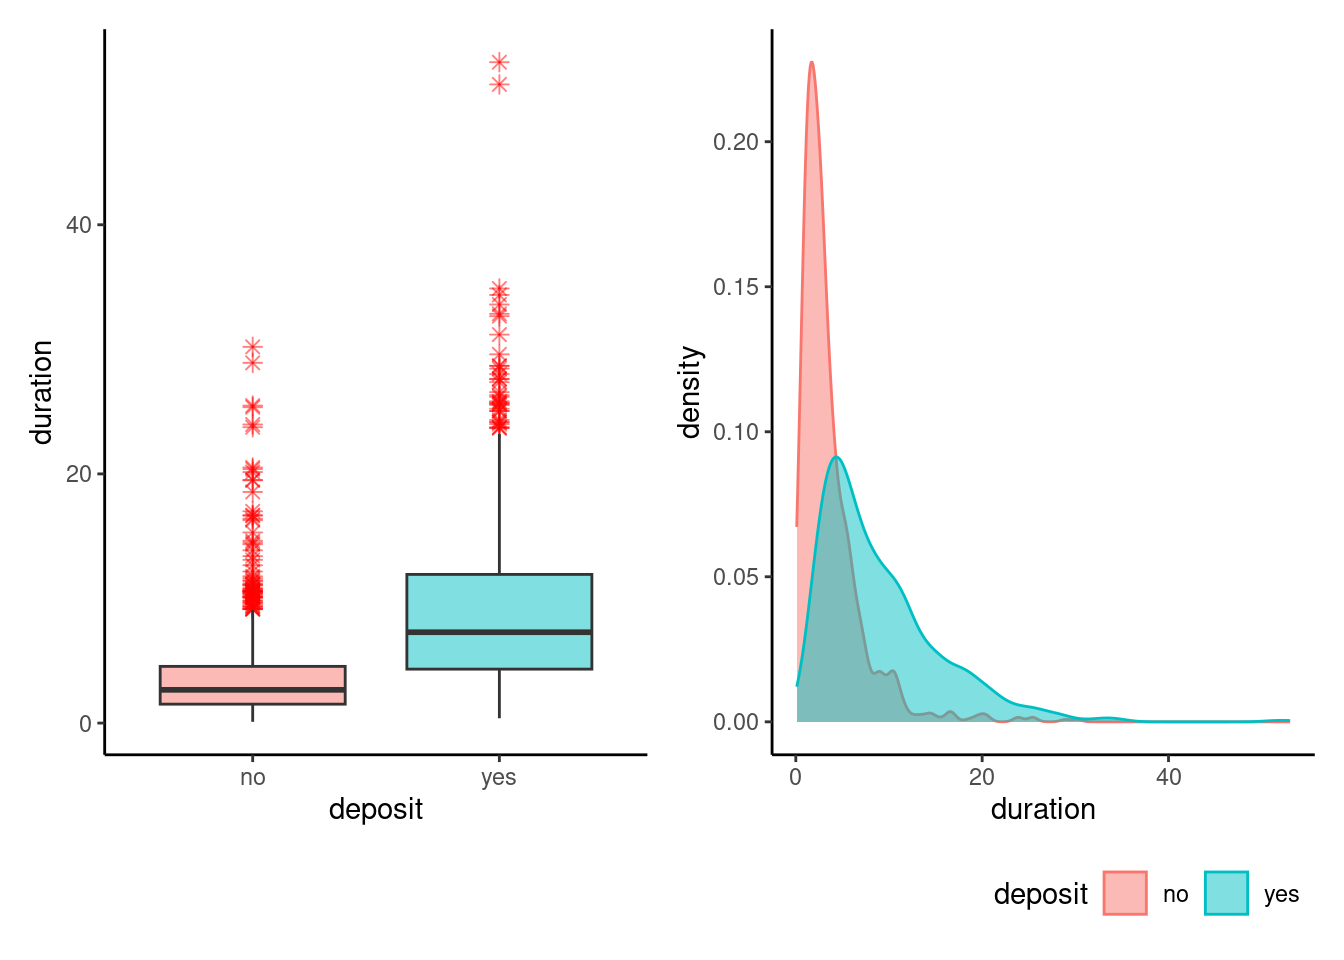 duration
40
20
0
no
yes
deposit
density
0.20
0.15
0.10
0.05
0.00
0
20
40
duration
deposit no yes